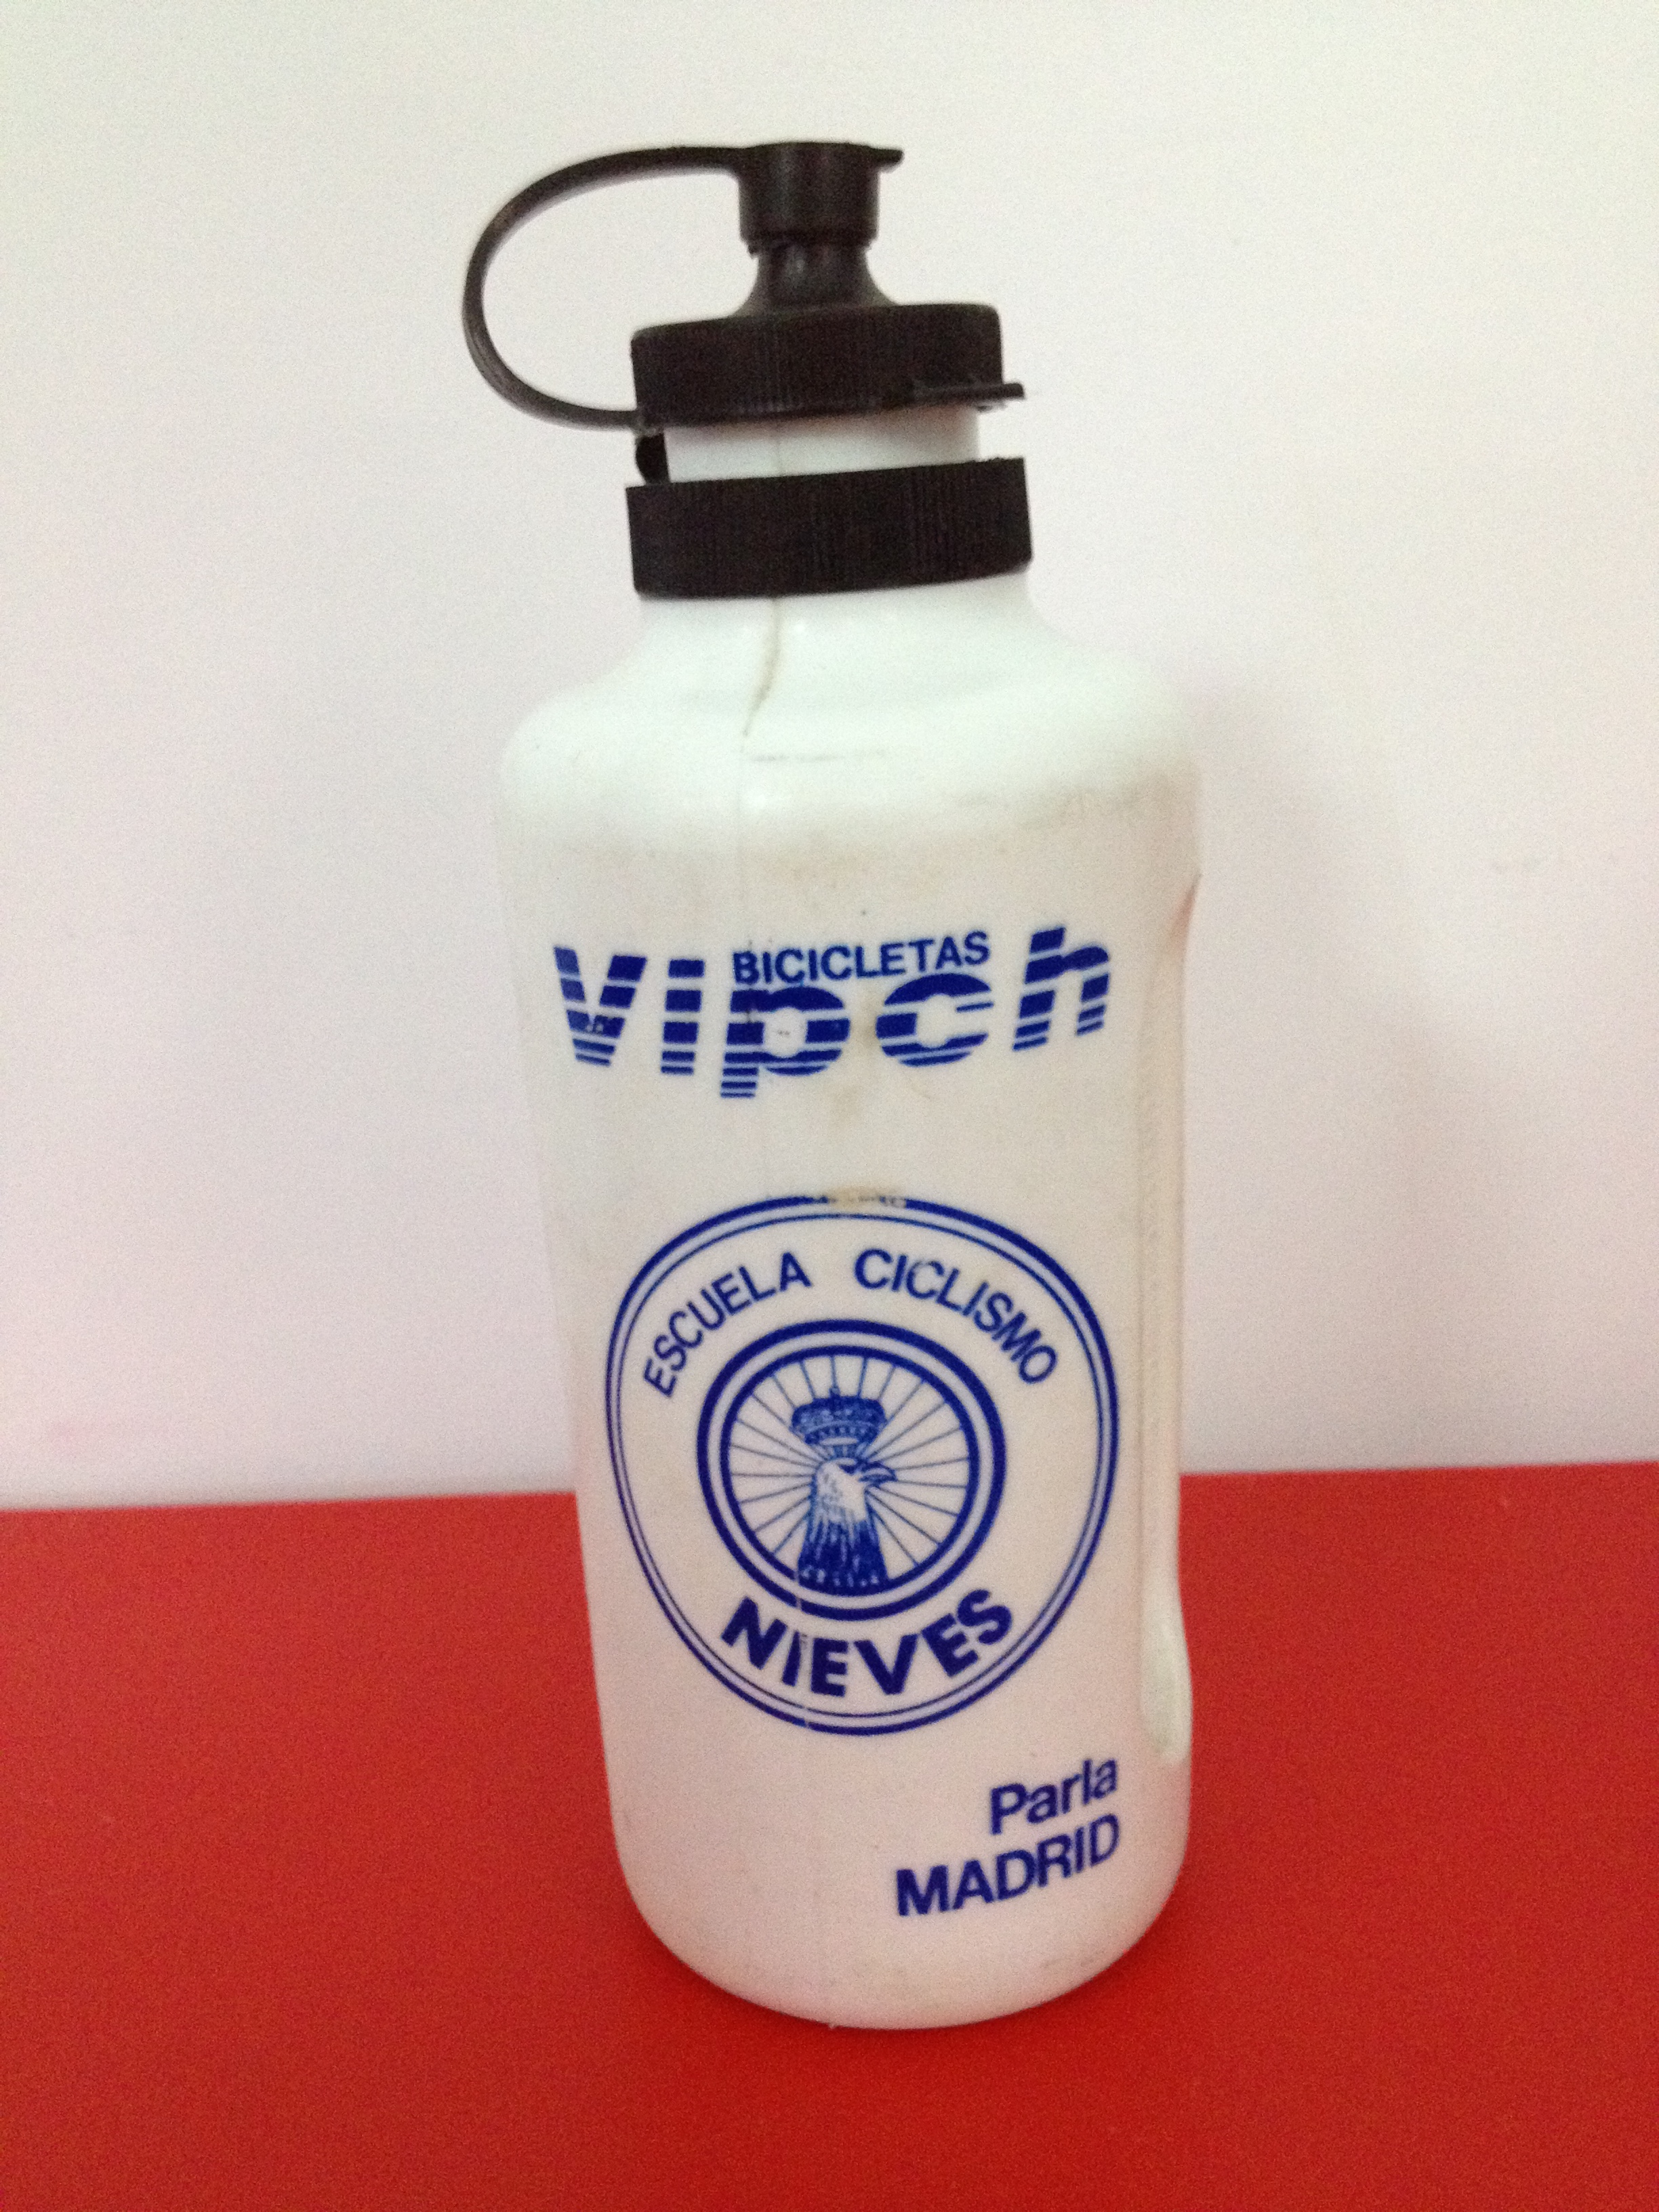 BICICLETAS
vipch
ESCUELA CICLISMO
NIEVES
Parla
MADRID